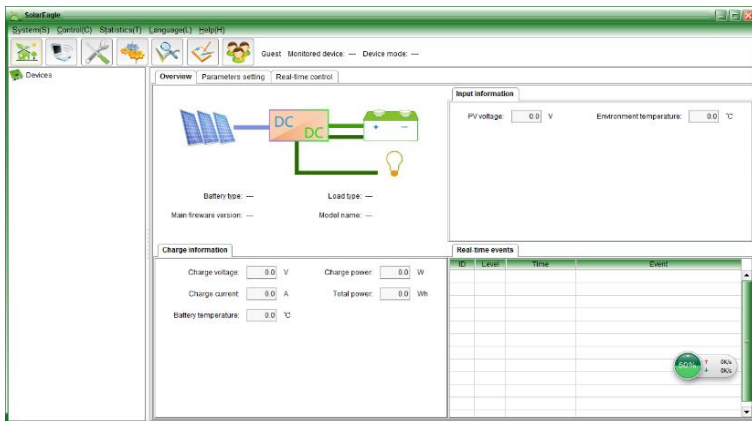 SolarEagle
System(S) Control(C) Statistics(T) Language(L) Help(H)
Guest Monitored device: --- Device mode: ---
Devices
Overview Parameters setting Real-time control
DC
DC
+ −
Battery type: --- Load type: ---
Main fireware version: --- Model name: ---
Input information
PV voltage: 0.0 V Environment temperature: 0.0 ℃
Charge information
Charge voltage: 0.0 V Charge power: 0.0 W
Charge current: 0.0 A Total power: 0.0 Wh
Battery temperature: 0.0 ℃
Real-time events
ID Level Time Event
60% ↑ 0K/s
↓ 0K/s